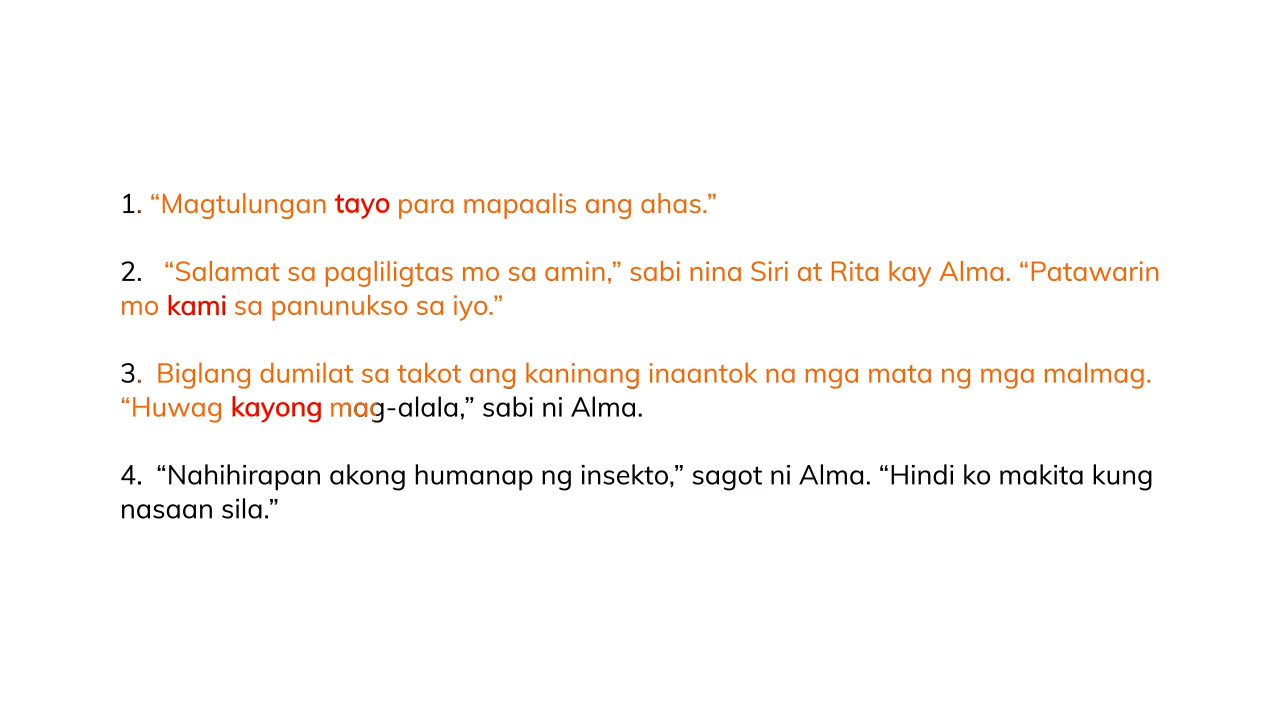 1. “Magtulungan tayo para mapaalis ang ahas.”
2. “Salamat sa pagliligtas mo sa amin,” sabi nina Siri at Rita kay Alma. “Patawarin
mo kami sa panunukso sa iyo.”
3. Biglang dumilat sa takot ang kaninang inaantok na mga mata ng mga malmag.
“Huwag kayong mag-alala,” sabi ni Alma.
4. “Nahihirapan akong humanap ng insekto,” sagot ni Alma. “Hindi ko makita kung
nasaan sila.”